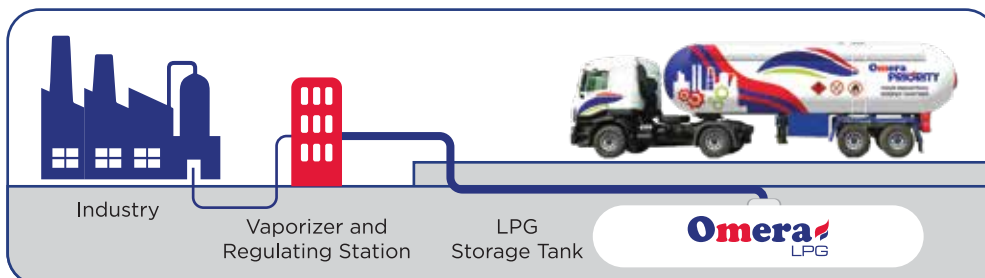 Omera
PRIORITY
Industry
Vaporizer and
Regulating Station
LPG
Storage Tank
Omera
LPG